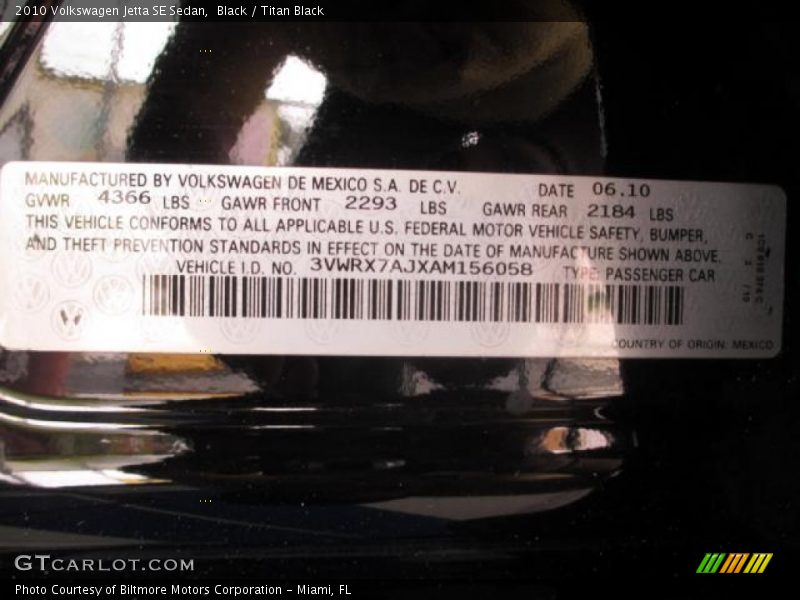 2010 Volkswagen Jetta SE Sedan,  Black / Titan Black
MANUFACTURED BY VOLKSWAGEN DE MEXICO S.A. DE C.V. DATE 06.10
GVWR 4366 LBS GAWR FRONT 2293 LBS GAWR REAR 2184 LBS
THIS VEHICLE CONFORMS TO ALL APPLICABLE U.S. FEDERAL MOTOR VEHICLE SAFETY, BUMPER,
AND THEFT PREVENTION STANDARDS IN EFFECT ON THE DATE OF MANUFACTURE SHOWN ABOVE.
VEHICLE I.D. NO. 3VWRX7AJXAM156058 TYPE: PASSENGER CAR
COUNTRY OF ORIGIN: MEXICO
GTCARLOT.COM
Photo Courtesy of Biltmore Motors Corporation - Miami, FL